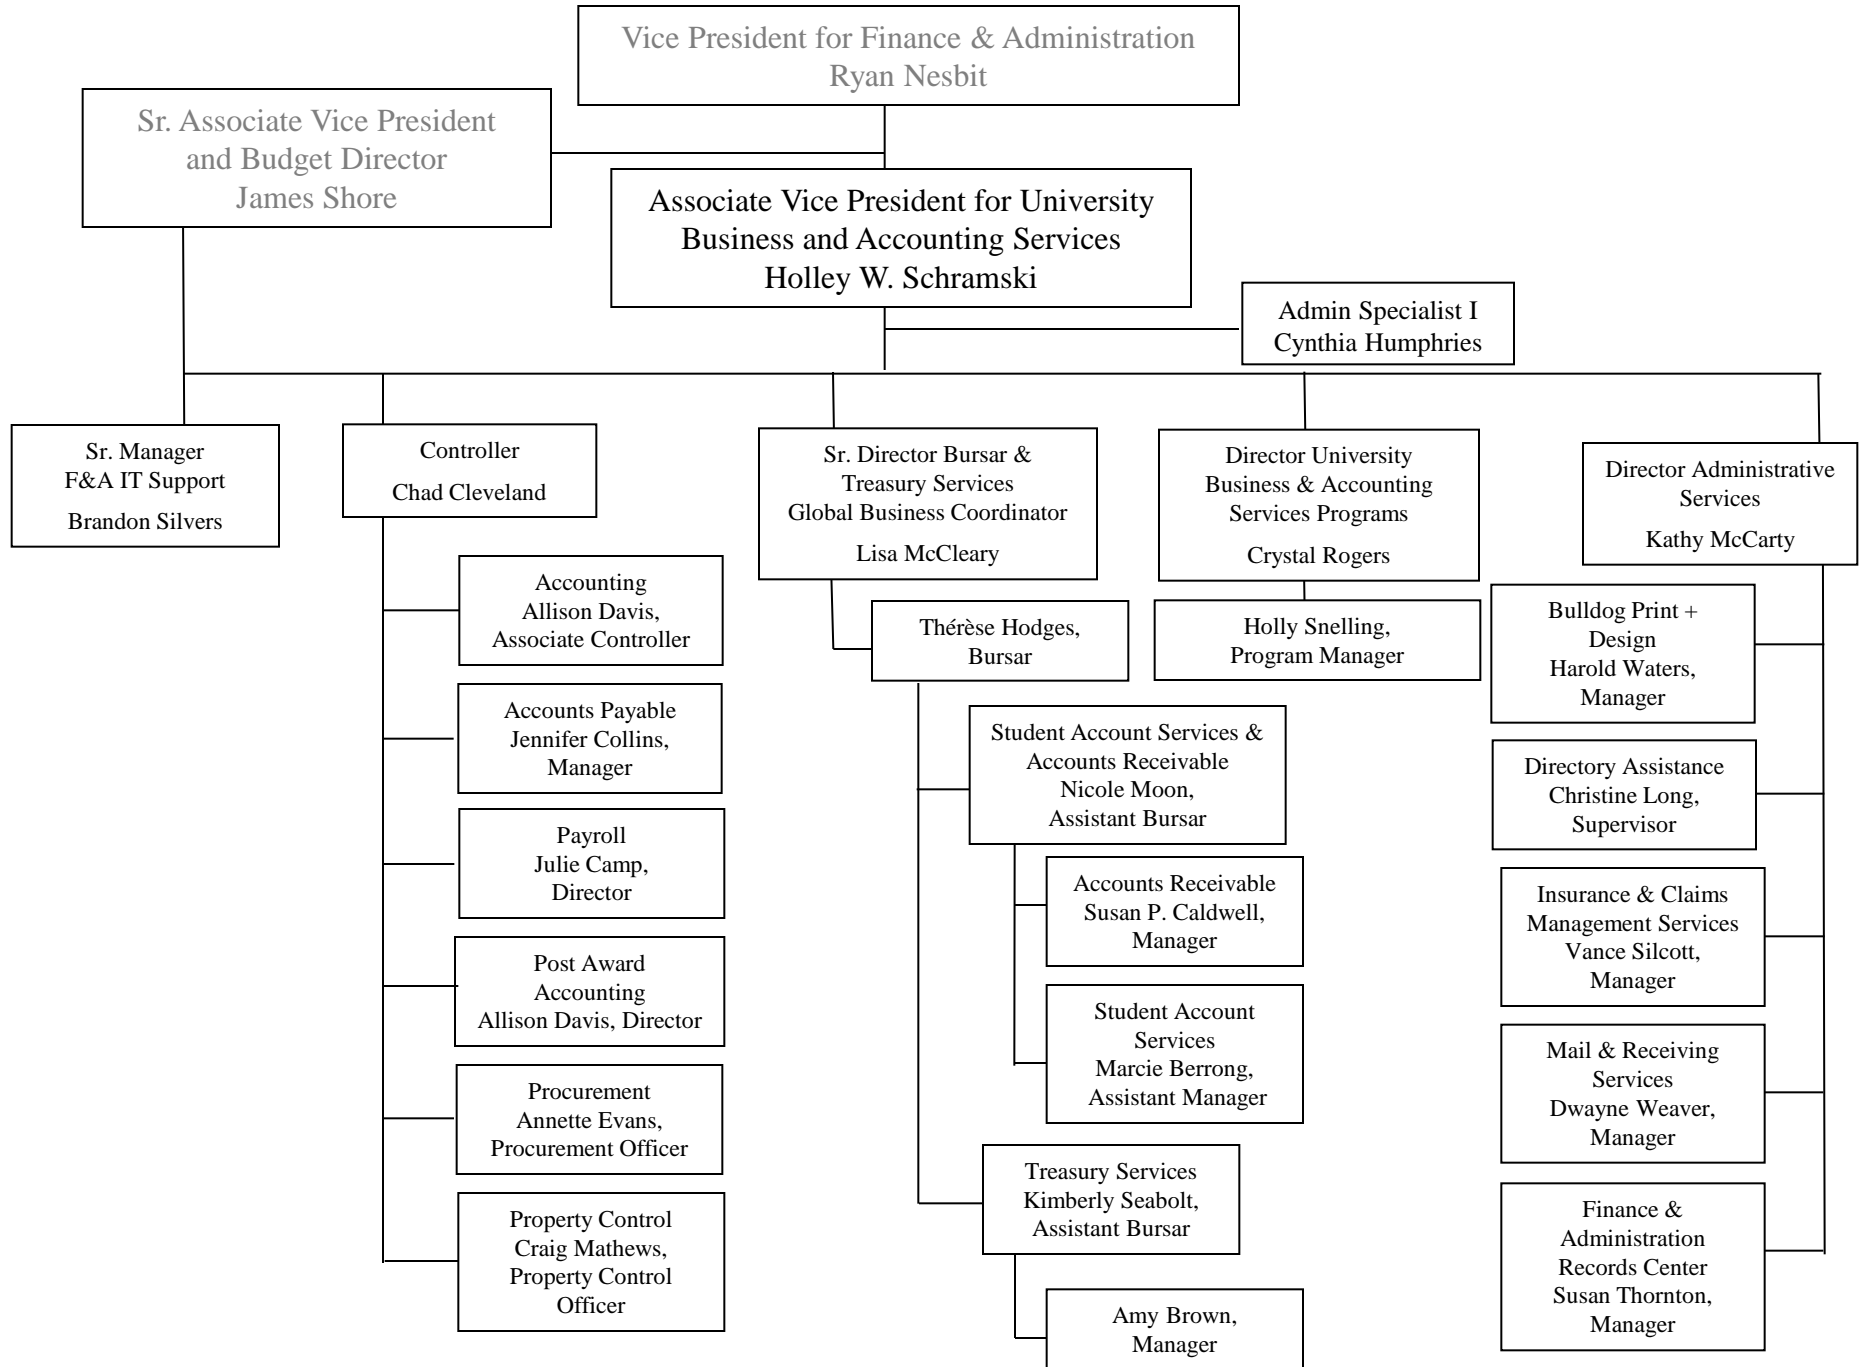 Vice President for Finance & Administration
Ryan Nesbit
Sr. Associate Vice President
and Budget Director
James Shore
Associate Vice President for University
Business and Accounting Services
Holley W. Schramski
Admin Specialist I
Cynthia Humphries
Sr. Manager
F&A IT Support
Brandon Silvers
Controller
Chad Cleveland
Accounting
Allison Davis,
Associate Controller
Accounts Payable
Jennifer Collins,
Manager
Payroll
Julie Camp,
Director
Post Award
Accounting
Allison Davis, Director
Procurement
Annette Evans,
Procurement Officer
Property Control
Craig Mathews,
Property Control
Officer
Sr. Director Bursar &
Treasury Services
Global Business Coordinator
Lisa McCleary
Thérèse Hodges,
Bursar
Student Account Services &
Accounts Receivable
Nicole Moon,
Assistant Bursar
Accounts Receivable
Susan P. Caldwell,
Manager
Student Account
Services
Marcie Berrong,
Assistant Manager
Treasury Services
Kimberly Seabolt,
Assistant Bursar
Amy Brown,
Manager
Director University
Business & Accounting
Services Programs
Crystal Rogers
Holly Snelling,
Program Manager
Director Administrative
Services
Kathy McCarty
Bulldog Print +
Design
Harold Waters,
Manager
Directory Assistance
Christine Long,
Supervisor
Insurance & Claims
Management Services
Vance Silcott,
Manager
Mail & Receiving
Services
Dwayne Weaver,
Manager
Finance &
Administration
Records Center
Susan Thornton,
Manager